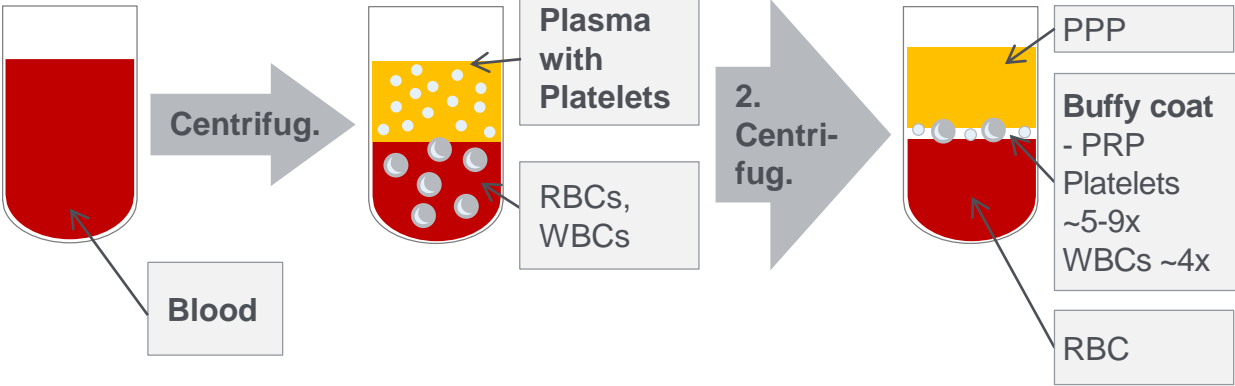 Blood
Centrifug.
Plasma
with
Platelets
RBCs,
WBCs
2.
Centri-
fug.
PPP
Buffy coat
- PRP
Platelets
~5-9x
WBCs ~4x
RBC